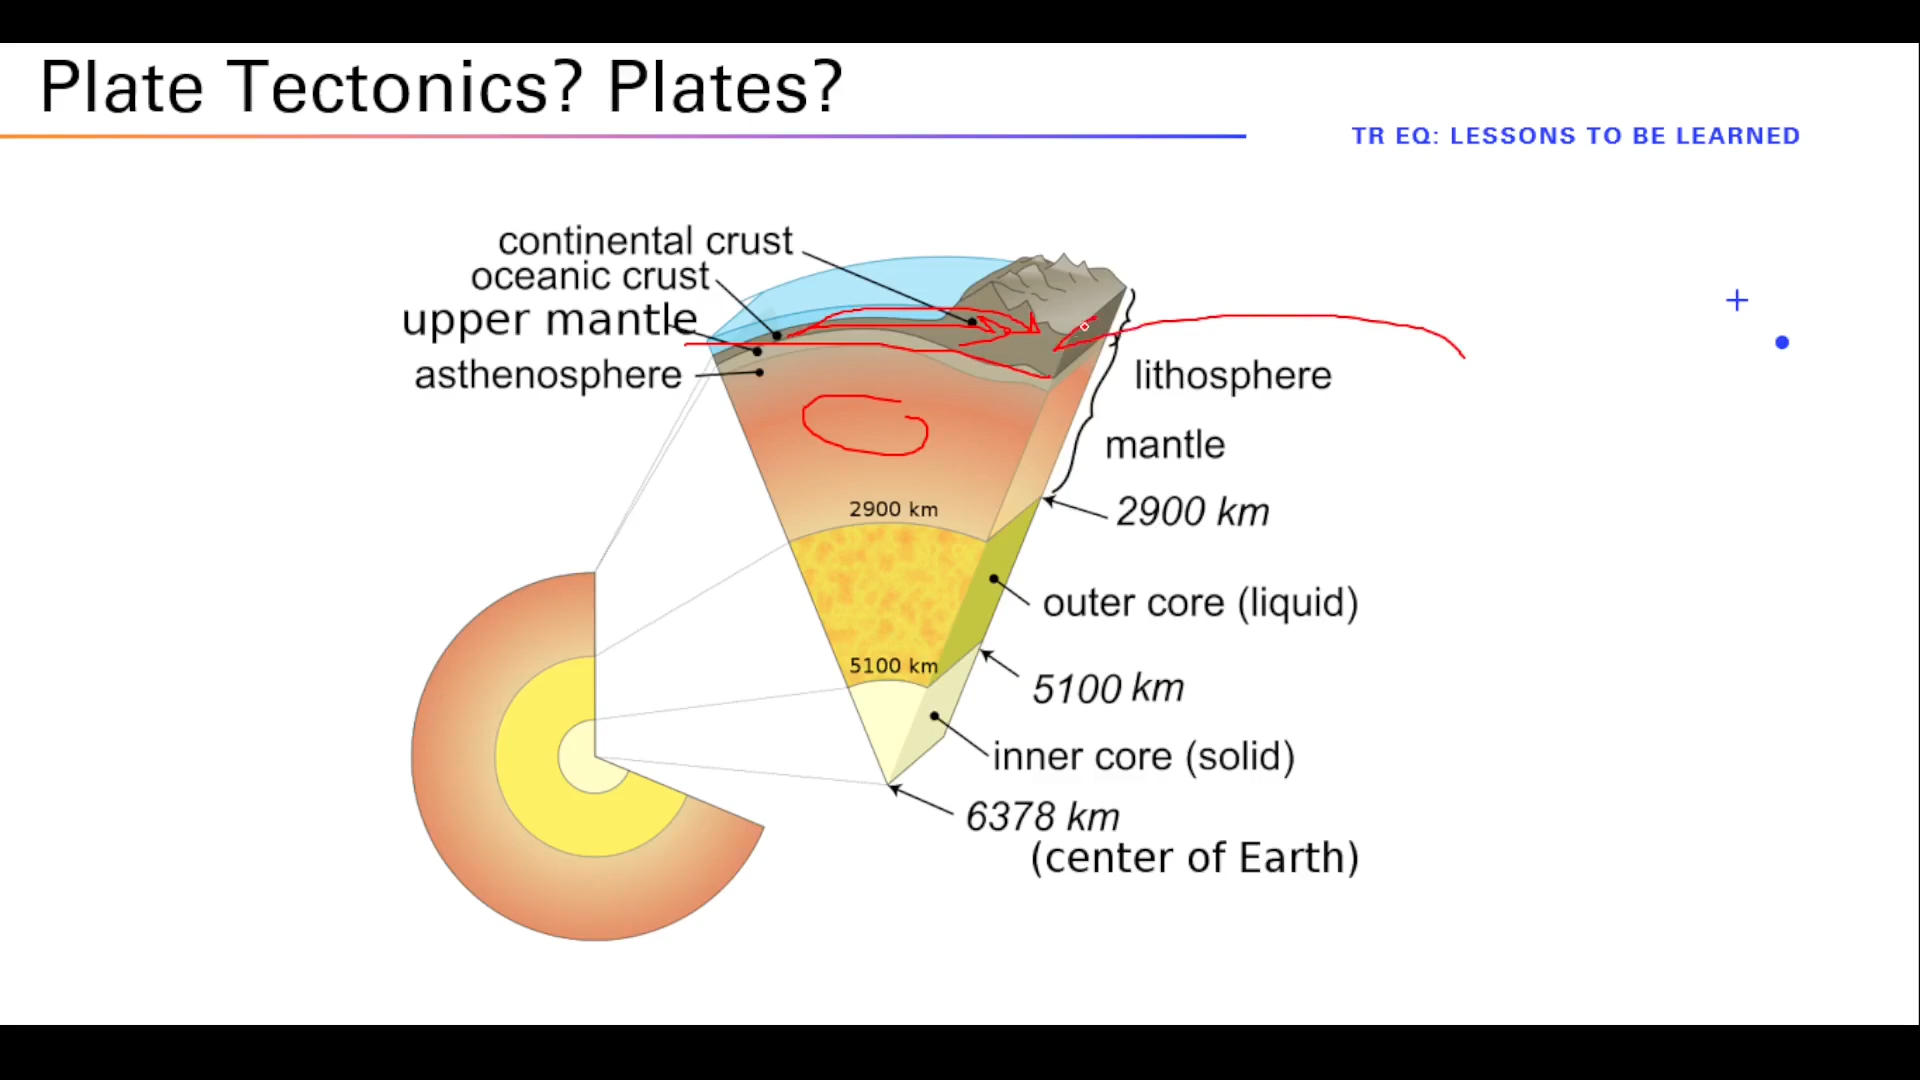 Plate Tectonics? Plates?
TR EQ: LESSONS TO BE LEARNED
continental crust
oceanic crust
upper mantle
asthenosphere
lithosphere
mantle
2900 km
2900 km
outer core (liquid)
5100 km
5100 km
inner core (solid)
6378 km
(center of Earth)